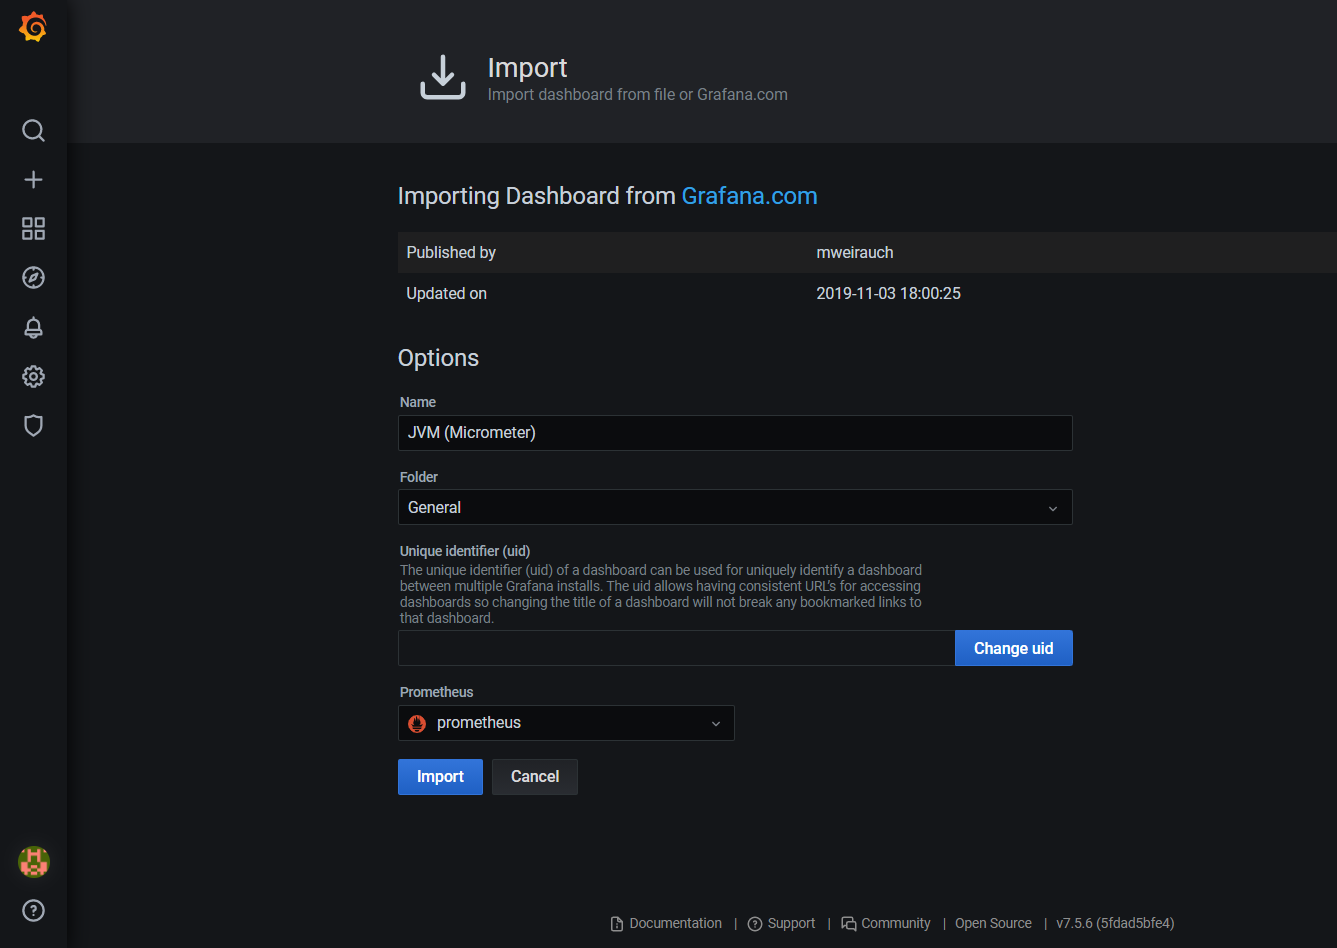 Import
Import dashboard from file or Grafana.com
Importing Dashboard from Grafana.com
Published by mweirauch
Updated on 2019-11-03 18:00:25
Options
Name
JVM (Micrometer)
Folder
General
Unique identifier (uid)
The unique identifier (uid) of a dashboard can be used for uniquely identify a dashboard
between multiple Grafana installs. The uid allows having consistent URL's for accessing
dashboards so changing the title of a dashboard will not break any bookmarked links to
that dashboard.
Change uid
Prometheus
prometheus
Import Cancel
Documentation | Support | Community | Open Source | v7.5.6 (5fdad5bfe4)